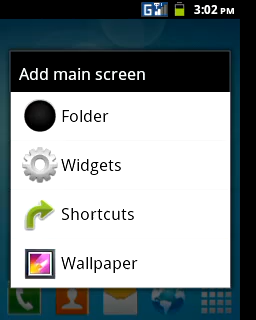 G 3:02 PM
Add main screen
Folder
Widgets
Shortcuts
Wallpaper